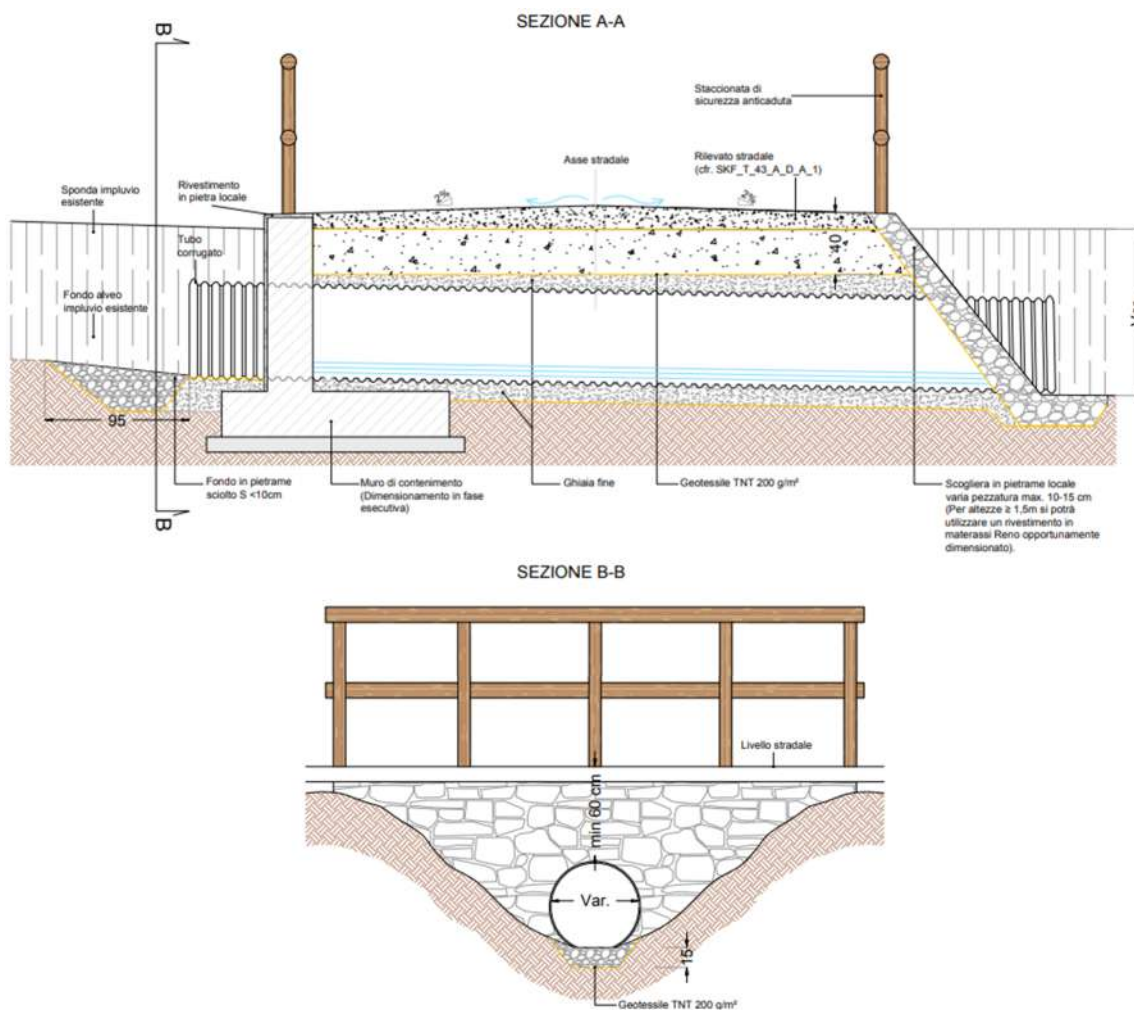 SEZIONE A-A
B
Staccionata di
sicurezza anticaduta
Asse stradale
Rilevato stradale
(cfr. SKF_T_43_A_D_A_1)
Sponda impluvio
esistente
Rivestimento
in pietra locale
2%
2%
Tubo
corrugato
40
Fondo alveo
impluvio esistente
95
Fondo in pietrame
sciolto S <10cm
Muro di contenimento
(Dimensionamento in fase
esecutiva)
Ghiaia fine
Geotessile TNT 200 g/m²
Scogliera in pietrame locale
varia pezzatura max. 10-15 cm
(Per altezze ≥ 1,5m si potrà
utilizzare un rivestimento in
materassi Reno opportunamente
dimensionato).
B
SEZIONE B-B
Livello stradale
min 60 cm
Var.
15
Geotessile TNT 200 g/m²